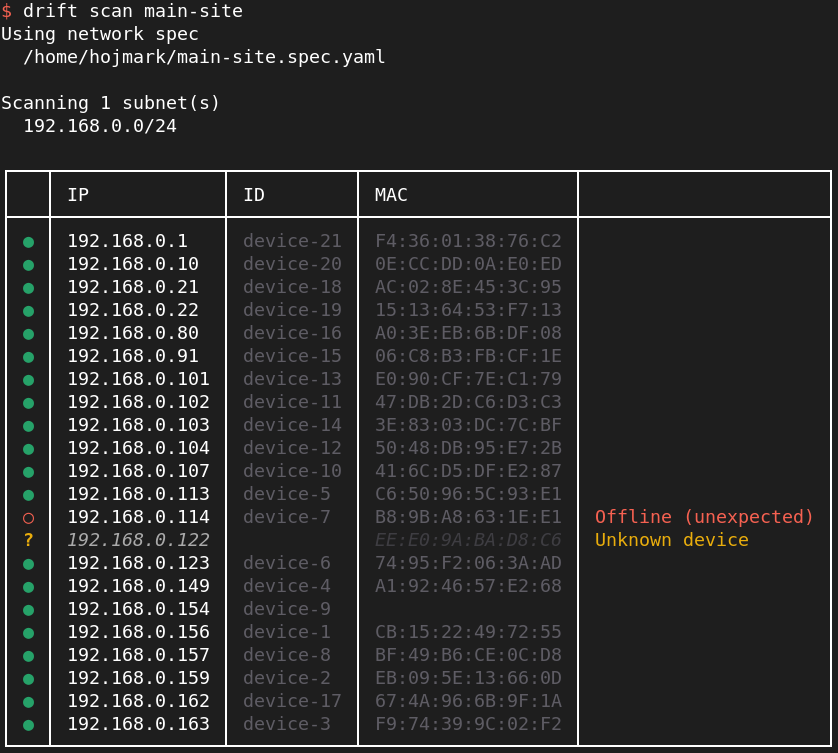 $ drift scan main-site
Using network spec
/home/hojmark/main-site.spec.yaml
Scanning 1 subnet(s)
192.168.0.0/24
IP ID MAC
● 192.168.0.1 device-21 F4:36:01:38:76:C2
● 192.168.0.10 device-20 0E:CC:DD:0A:E0:ED
● 192.168.0.21 device-18 AC:02:8E:45:3C:95
● 192.168.0.22 device-19 15:13:64:53:F7:13
● 192.168.0.80 device-16 A0:3E:EB:6B:DF:08
● 192.168.0.91 device-15 06:C8:B3:FB:CF:1E
● 192.168.0.101 device-13 E0:90:CF:7E:C1:79
● 192.168.0.102 device-11 47:DB:2D:C6:D3:C3
● 192.168.0.103 device-14 3E:83:03:DC:7C:BF
● 192.168.0.104 device-12 50:48:DB:95:E7:2B
● 192.168.0.107 device-10 41:6C:D5:DF:E2:87
● 192.168.0.113 device-5 C6:50:96:5C:93:E1
○ 192.168.0.114 device-7 B8:9B:A8:63:1E:E1 Offline (unexpected)
? 192.168.0.122 EE:E0:9A:BA:D8:C6 Unknown device
● 192.168.0.123 device-6 74:95:F2:06:3A:AD
● 192.168.0.149 device-4 A1:92:46:57:E2:68
● 192.168.0.154 device-9
● 192.168.0.156 device-1 CB:15:22:49:72:55
● 192.168.0.157 device-8 BF:49:B6:CE:0C:D8
● 192.168.0.159 device-2 EB:09:5E:13:66:0D
● 192.168.0.162 device-17 67:4A:96:6B:9F:1A
● 192.168.0.163 device-3 F9:74:39:9C:02:F2